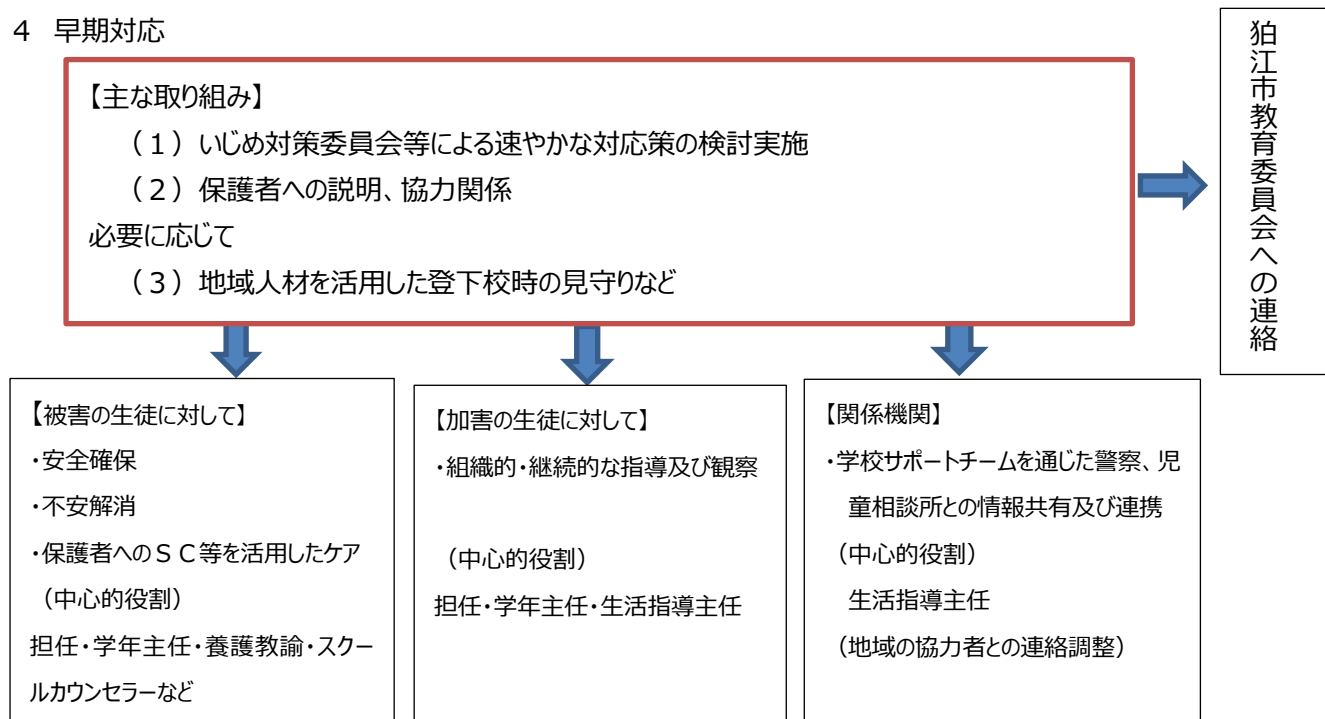 4 早期対応
【主な取り組み】
（１）いじめ対策委員会等による速やかな対応策の検討実施
（２）保護者への説明、協力関係
必要に応じて
（３）地域人材を活用した登下校時の見守りなど
狛江市教育委員会への連絡
【被害の生徒に対して】
・安全確保
・不安解消
・保護者へのＳＣ等を活用したケア
（中心的役割）
担任・学年主任・養護教諭・スクー
ルカウンセラーなど
【加害の生徒に対して】
・組織的・継続的な指導及び観察
（中心的役割）
担任・学年主任・生活指導主任
【関係機関】
・学校サポートチームを通じた警察、児
童相談所との情報共有及び連携
（中心的役割）
生活指導主任
（地域の協力者との連絡調整）